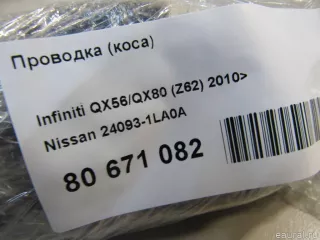 Проводка (коса)
Infiniti QX56/QX80 (Z62) 2010>
Nissan 24093-1LA0A
80 671 082